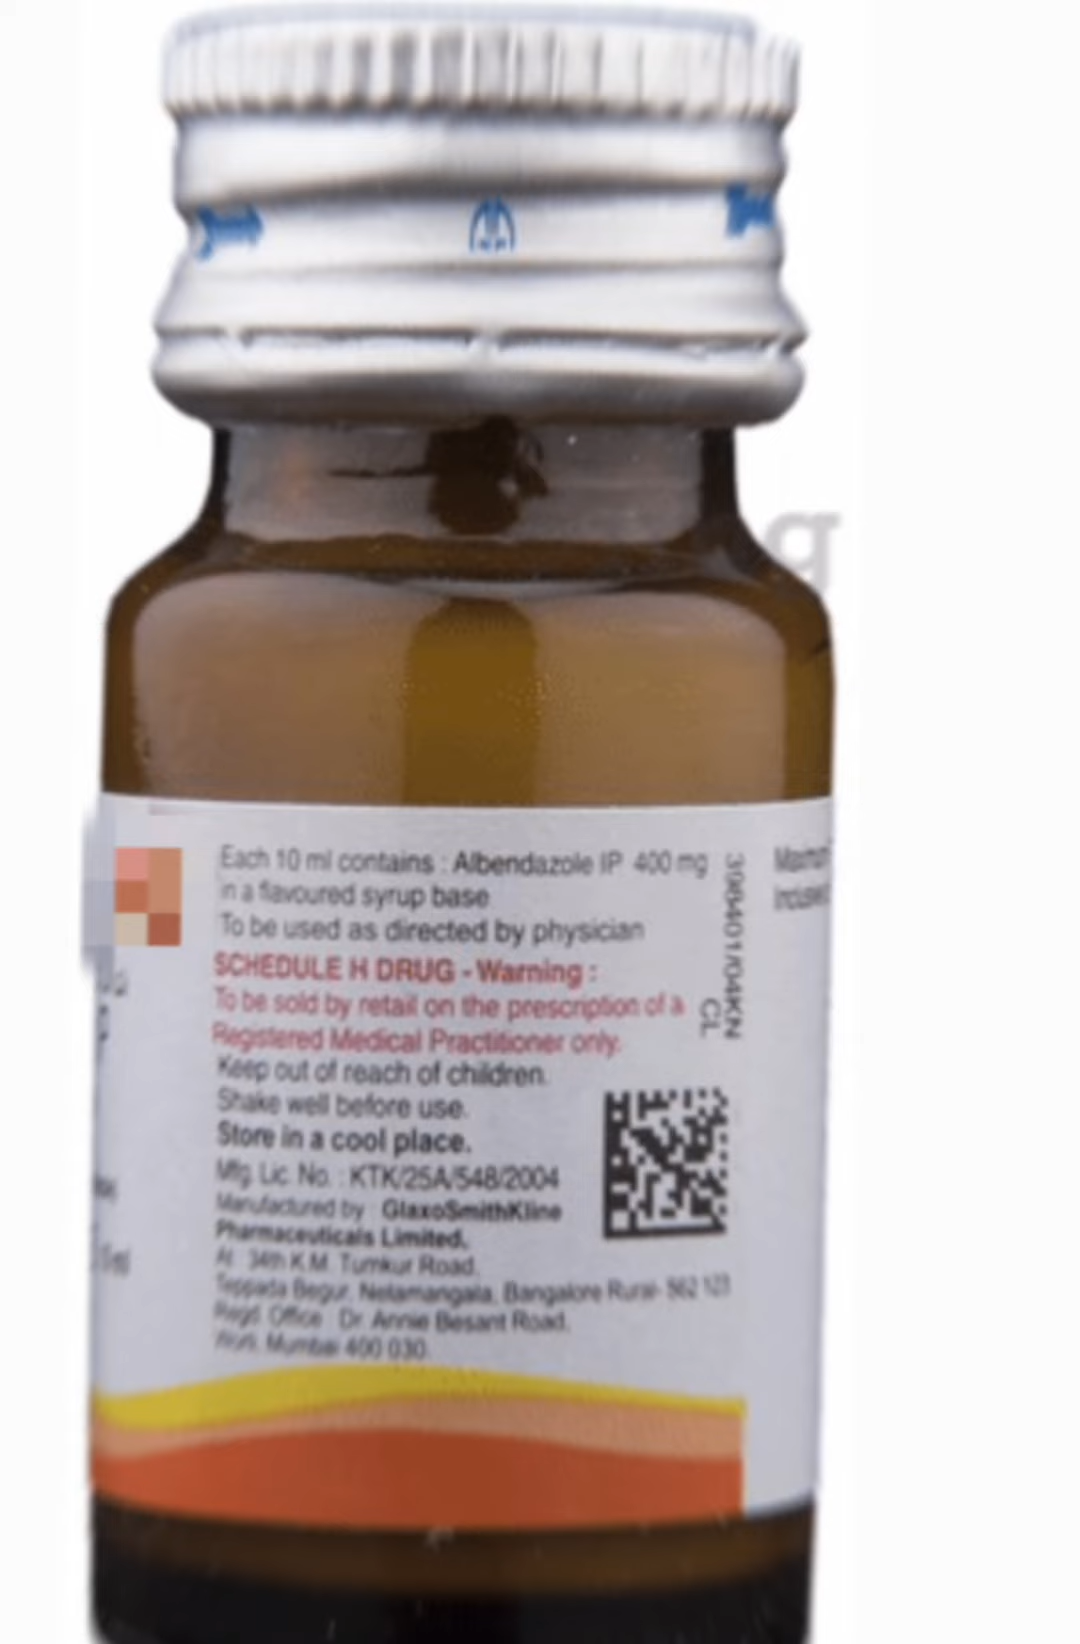 Each 10 ml contains : Albendazole IP 400 mg
in a flavoured syrup base
To be used as directed by physician
SCHEDULE H DRUG - Warning :
To be sold by retail on the prescription of a
Registered Medical Practitioner only.
Keep out of reach of children.
Shake well before use.
Store in a cool place.
Mfg. Lic. No. : KTK/25A/548/2004
Manufactured by : GlaxoSmithKline
Pharmaceuticals Limited,
At : 34th K.M. Tumkur Road,
Teppada Begur, Nelamangala, Bangalore Rural- 562 123
Regd. Office : Dr. Annie Besant Road,
Worli, Mumbai 400 030.
CL
g